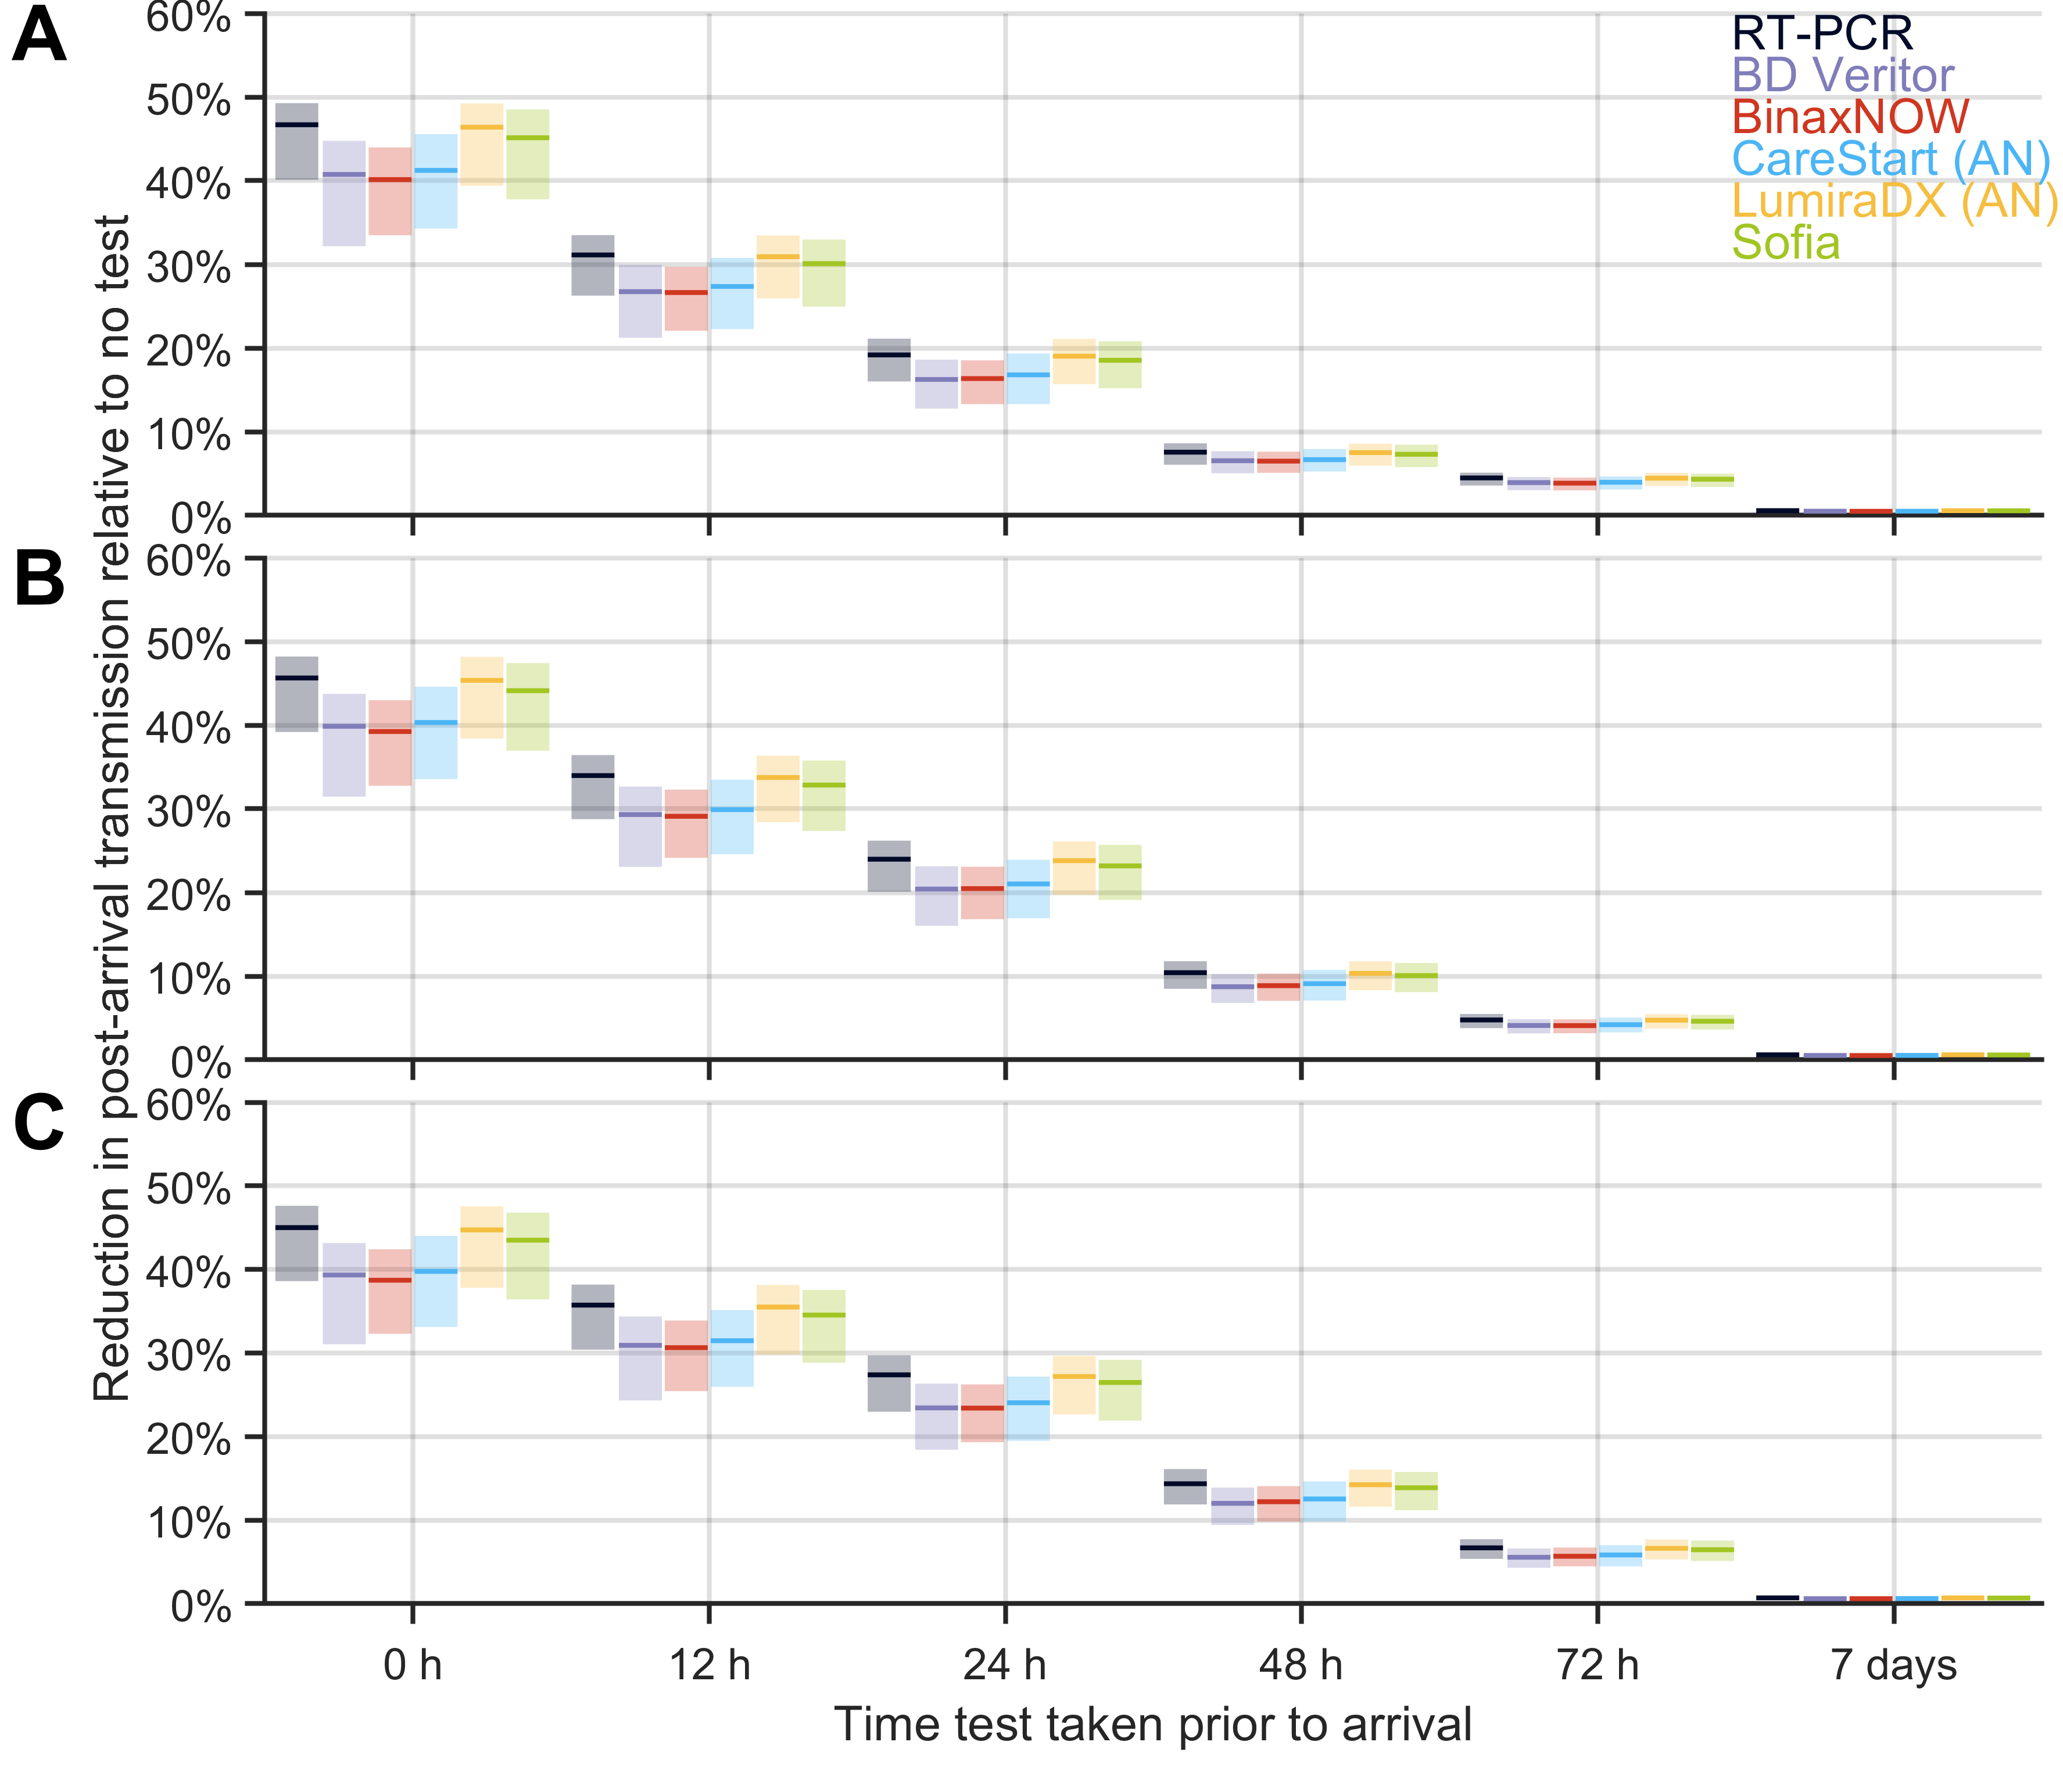 A
60%
50%
40%
30%
20%
10%
0%
RT-PCR
BD Veritor
BinaxNOW
CareStart (AN)
LumiraDX (AN)
Sofia
B
60%
50%
40%
30%
20%
10%
0%
C
60%
50%
40%
30%
20%
10%
0%
Reduction in post-arrival transmission relative to no test
0 h 12 h 24 h 48 h 72 h 7 days
Time test taken prior to arrival